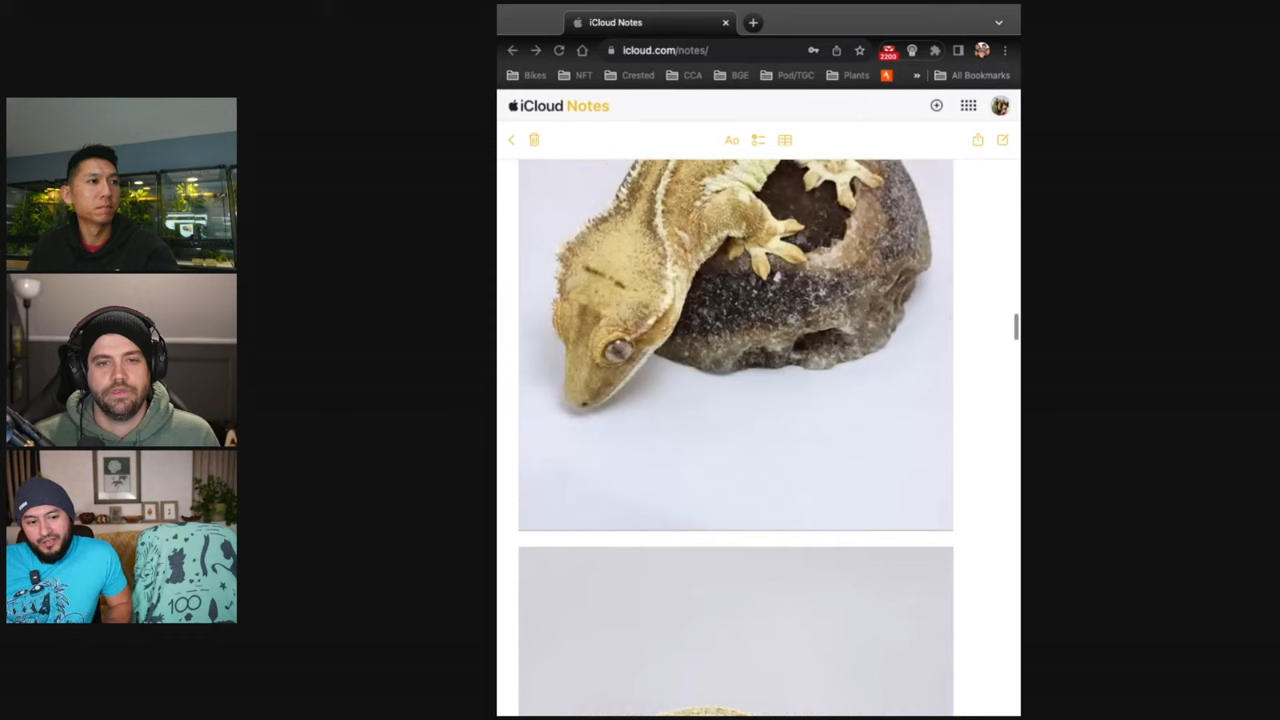 iCloud Notes
icloud.com/notes/
2200
Bikes
NFT
Crested
CCA
BGE
Pod/TGC
Plants
»
All Bookmarks
iCloud Notes
Aa
100